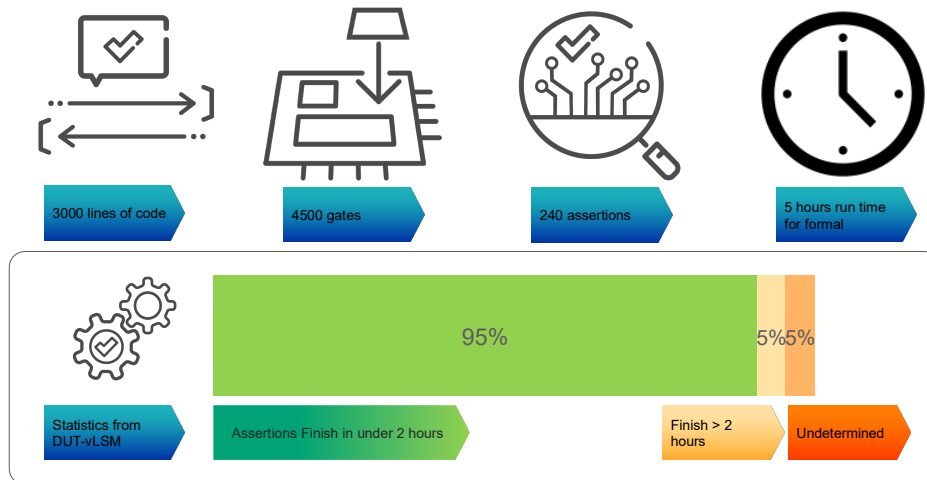 3000 lines of code
4500 gates
240 assertions
5 hours run time
for formal
95%
5%
5%
Statistics from
DUT-vLSM
Assertions Finish in under 2 hours
Finish > 2
hours
Undetermined